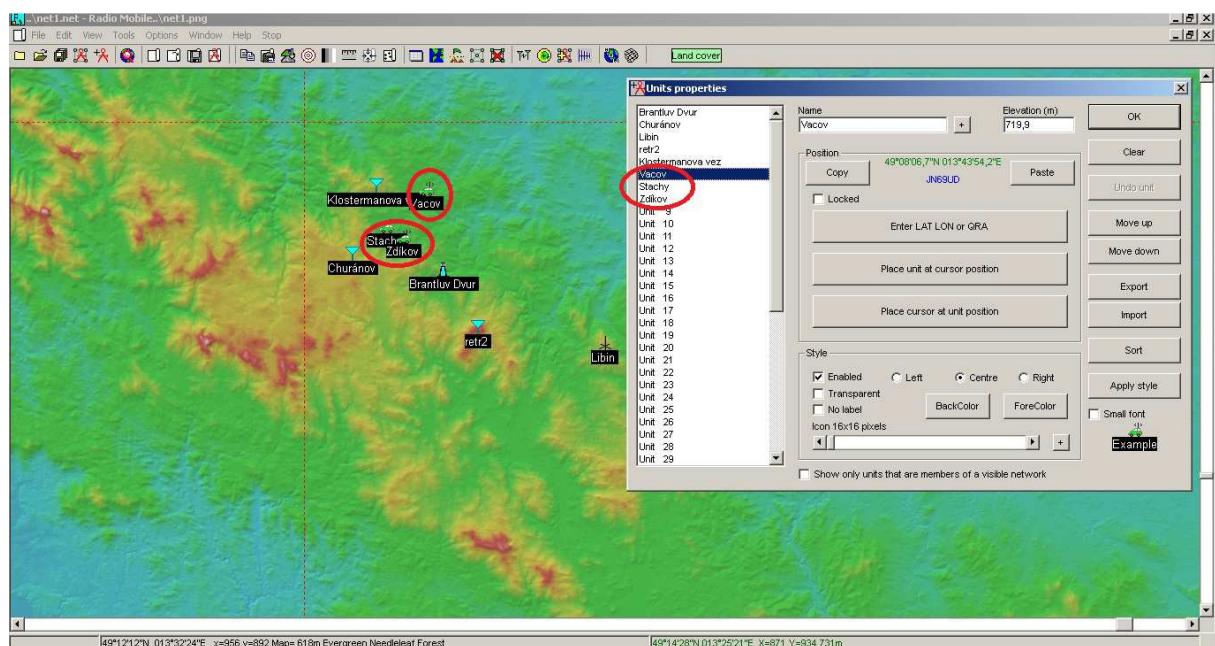 ..\net1.net - Radio Mobile..\net1.png
File Edit View Tools Options Window Help Stop
Land cover
Klostermanova
Vacov
Zdíkov
Churánov
Brantluv Dvur
retr2
Libin
Units properties
Brantluv Dvur
Churánov
Libin
retr2
Klostermanova vez
Vacov
Stachy
Zdíkov
Unit 9
Unit 10
Unit 11
Unit 12
Unit 13
Unit 14
Unit 15
Unit 16
Unit 17
Unit 18
Unit 19
Unit 20
Unit 21
Unit 22
Unit 23
Unit 24
Unit 25
Unit 26
Unit 27
Unit 28
Unit 29
Name
Vacov
+
Elevation (m)
719,9
Position
Copy
49°08'06,7"N 013°43'54,2"E
JN69UD
Paste
Locked
Enter LAT LON or QRA
Place unit at cursor position
Place cursor at unit position
Style
Enabled Left Centre Right
Transparent
No label
BackColor ForeColor
Icon 16x16 pixels
+
Show only units that are members of a visible network
OK
Clear
Undo unit
Move up
Move down
Export
Import
Sort
Apply style
Small font
Example
49°12'12"N 013°32'24"E x=956 y=892 Map= 618m Evergreen Needleleaf Forest
49°14'28"N 013°25'21"E X=871 Y=934 731m